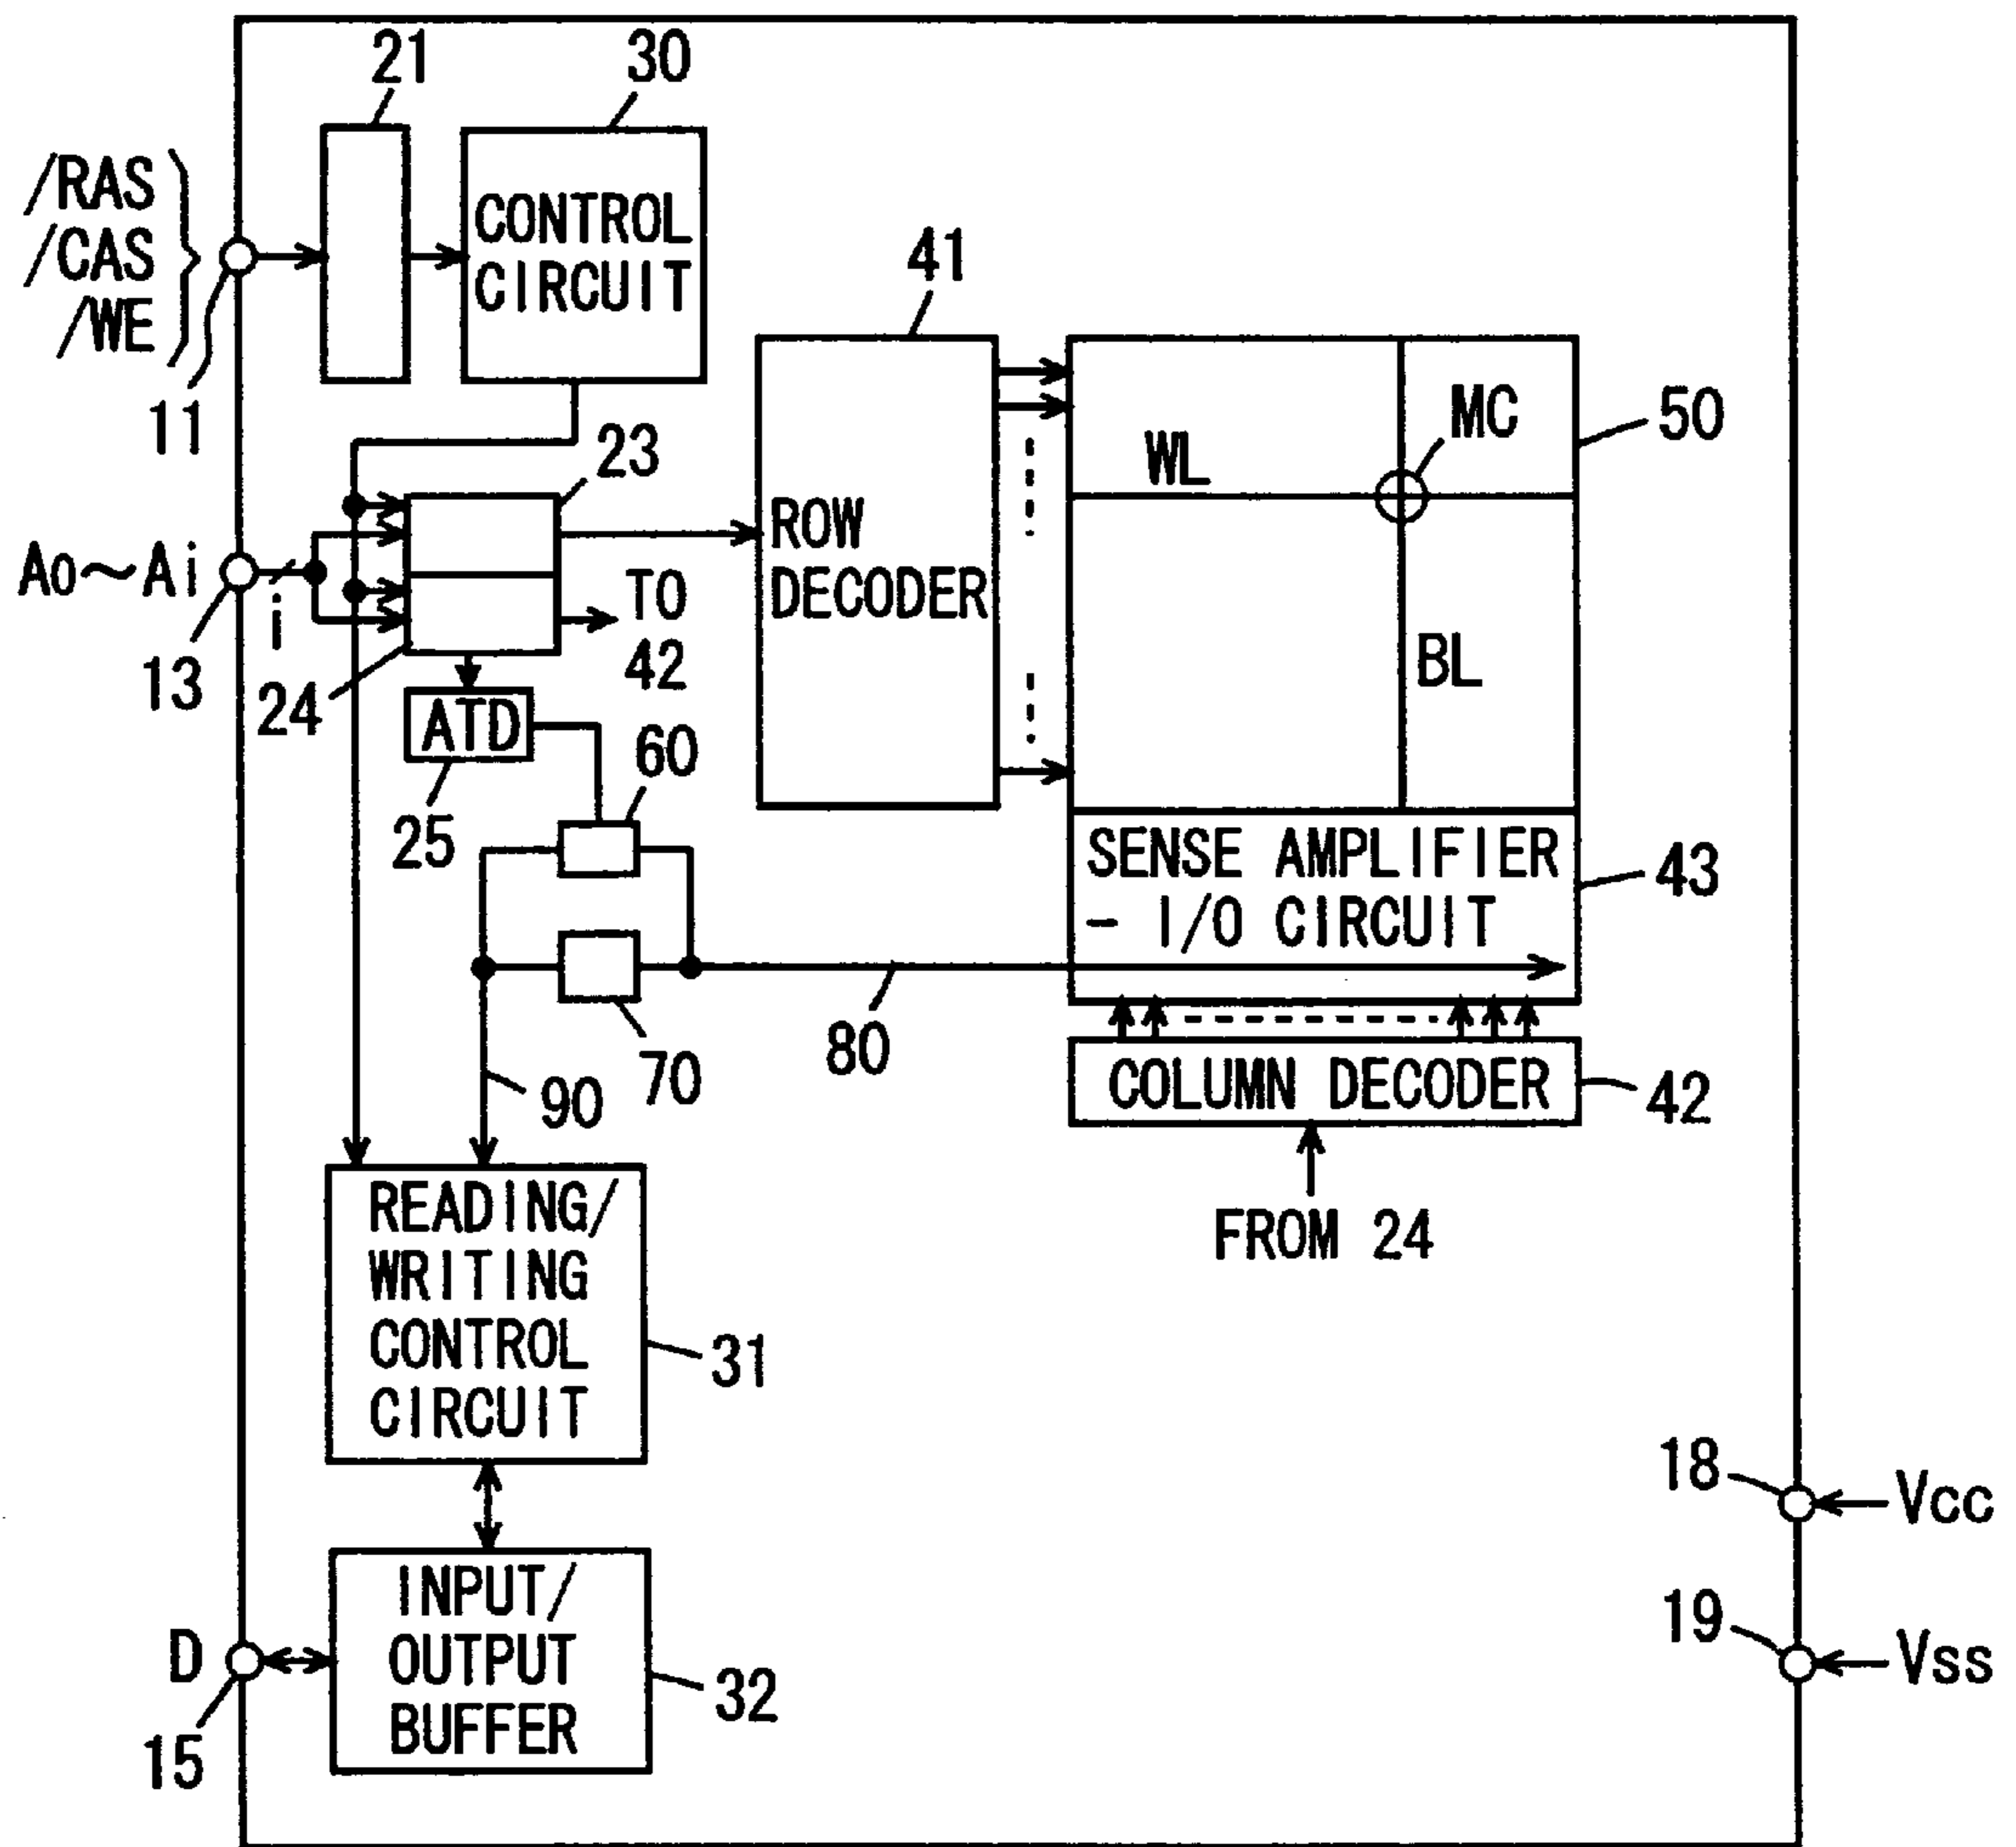 21
30
/RAS
/CAS
/WE
CONTROL
CIRCUIT
11
41
23
MC
50
WL
ROW
DECODER
Ao~Ai
i
TO
42
13
24
BL
ATD
60
25
SENSE AMPLIFIER
- I/O CIRCUIT
43
80
70
90
COLUMN DECODER
42
FROM 24
READING/
WRITING
CONTROL
CIRCUIT
31
18
Vcc
INPUT/
OUTPUT
BUFFER
19
Vss
D
32
15